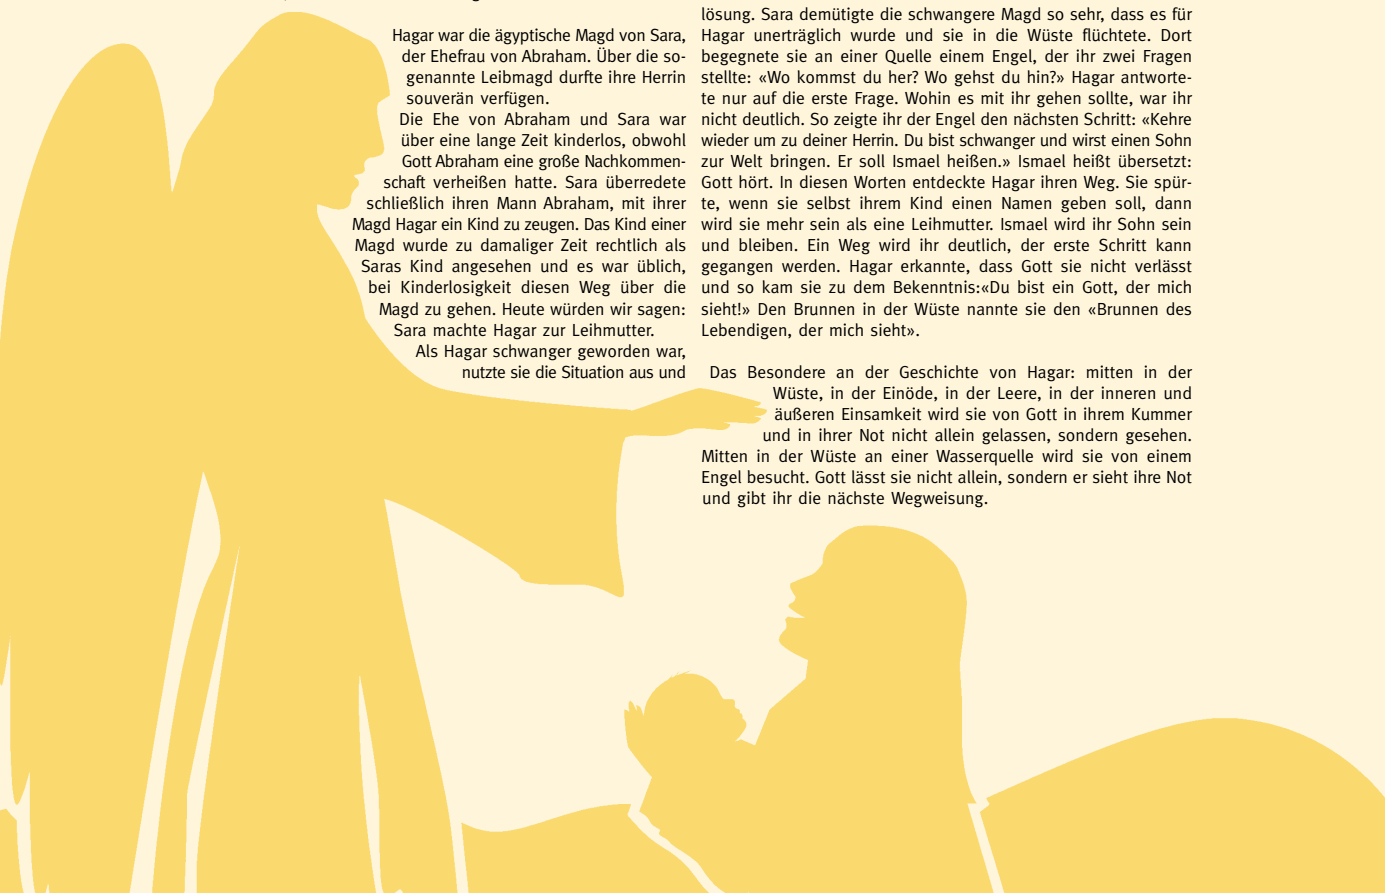 Hagar war die ägyptische Magd von Sara,
der Ehefrau von Abraham. Über die so-
genannte Leibmagd durfte ihre Herrin
souverän verfügen.
Die Ehe von Abraham und Sara war
über eine lange Zeit kinderlos, obwohl
Gott Abraham eine große Nachkommen-
schaft verheißen hatte. Sara überredete
schließlich ihren Mann Abraham, mit ihrer
Magd Hagar ein Kind zu zeugen. Das Kind einer
Magd wurde zu damaliger Zeit rechtlich als
Saras Kind angesehen und es war üblich,
bei Kinderlosigkeit diesen Weg über die
Magd zu gehen. Heute würden wir sagen:
Sara machte Hagar zur Leihmutter.
Als Hagar schwanger geworden war,
nutzte sie die Situation aus und
lösung. Sara demütigte die schwangere Magd so sehr, dass es für
Hagar unerträglich wurde und sie in die Wüste flüchtete. Dort
begegnete sie an einer Quelle einem Engel, der ihr zwei Fragen
stellte: «Wo kommst du her? Wo gehst du hin?» Hagar antworte-
te nur auf die erste Frage. Wohin es mit ihr gehen sollte, war ihr
nicht deutlich. So zeigte ihr der Engel den nächsten Schritt: «Kehre
wieder um zu deiner Herrin. Du bist schwanger und wirst einen Sohn
zur Welt bringen. Er soll Ismael heißen.» Ismael heißt übersetzt:
Gott hört. In diesen Worten entdeckte Hagar ihren Weg. Sie spür-
te, wenn sie selbst ihrem Kind einen Namen geben soll, dann
wird sie mehr sein als eine Leihmutter. Ismael wird ihr Sohn sein
und bleiben. Ein Weg wird ihr deutlich, der erste Schritt kann
gegangen werden. Hagar erkannte, dass Gott sie nicht verlässt
und so kam sie zu dem Bekenntnis:«Du bist ein Gott, der mich
sieht!» Den Brunnen in der Wüste nannte sie den «Brunnen des
Lebendigen, der mich sieht».
Das Besondere an der Geschichte von Hagar: mitten in der
Wüste, in der Einöde, in der Leere, in der inneren und
äußeren Einsamkeit wird sie von Gott in ihrem Kummer
und in ihrer Not nicht allein gelassen, sondern gesehen.
Mitten in der Wüste an einer Wasserquelle wird sie von einem
Engel besucht. Gott lässt sie nicht allein, sondern er sieht ihre Not
und gibt ihr die nächste Wegweisung.